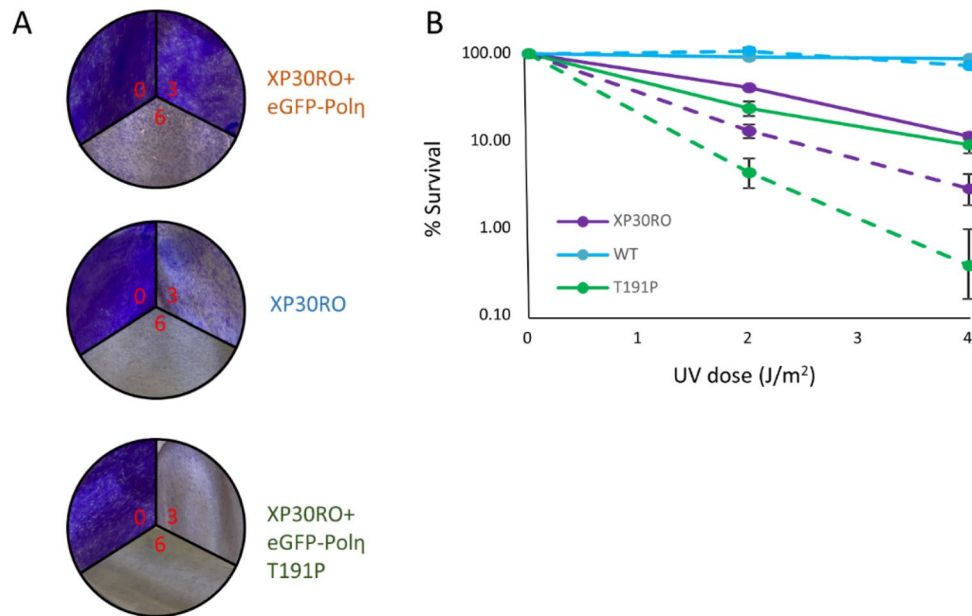 A
0 3
6
XP30RO+
eGFP-Polη
0 3
6
XP30RO
0 3
6
XP30RO+
eGFP-Polη
T191P
B
100.00
10.00
1.00
0.10
% Survival
XP30RO
WT
T191P
0 1 2 3 4
UV dose (J/m²)